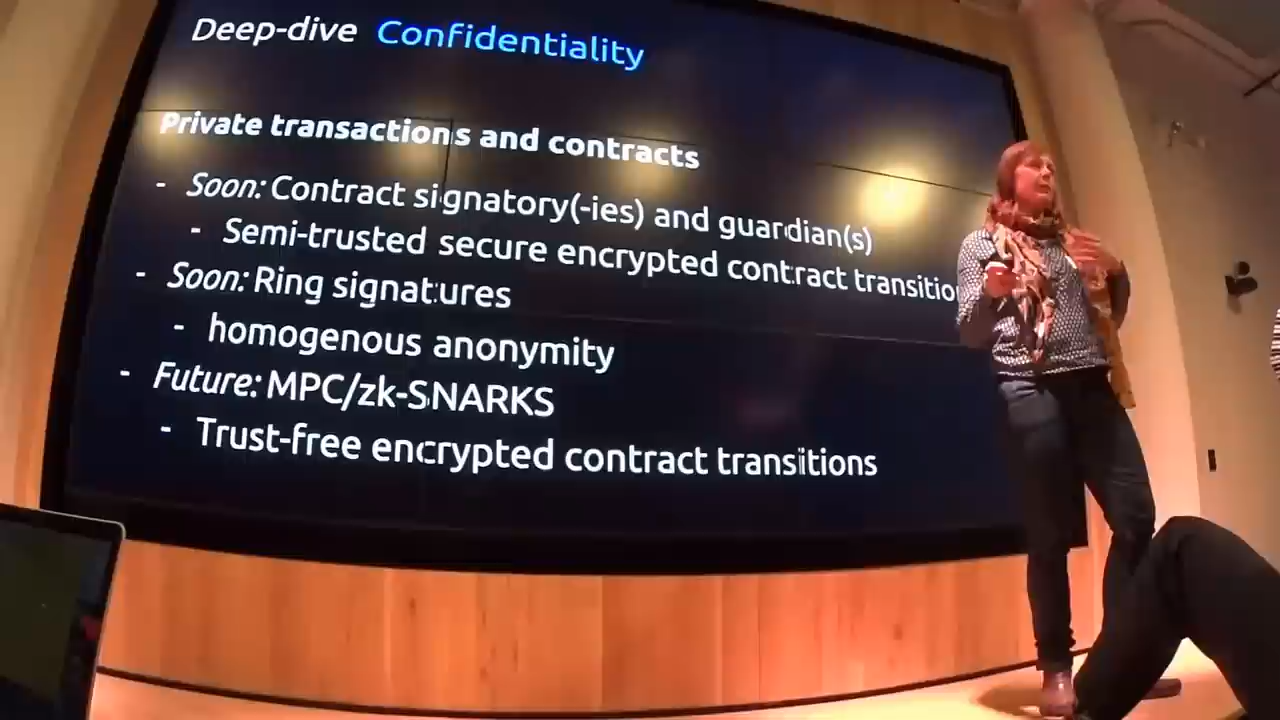 Deep-dive Confidentiality
Private transactions and contracts
- Soon: Contract signatory(-ies) and guardian(s)
- Semi-trusted secure encrypted contract
- Soon: Ring signatures
- homogenous anonymity
- Future: MPC/zk-SNARKS
- Trust-free encrypted contract transitions